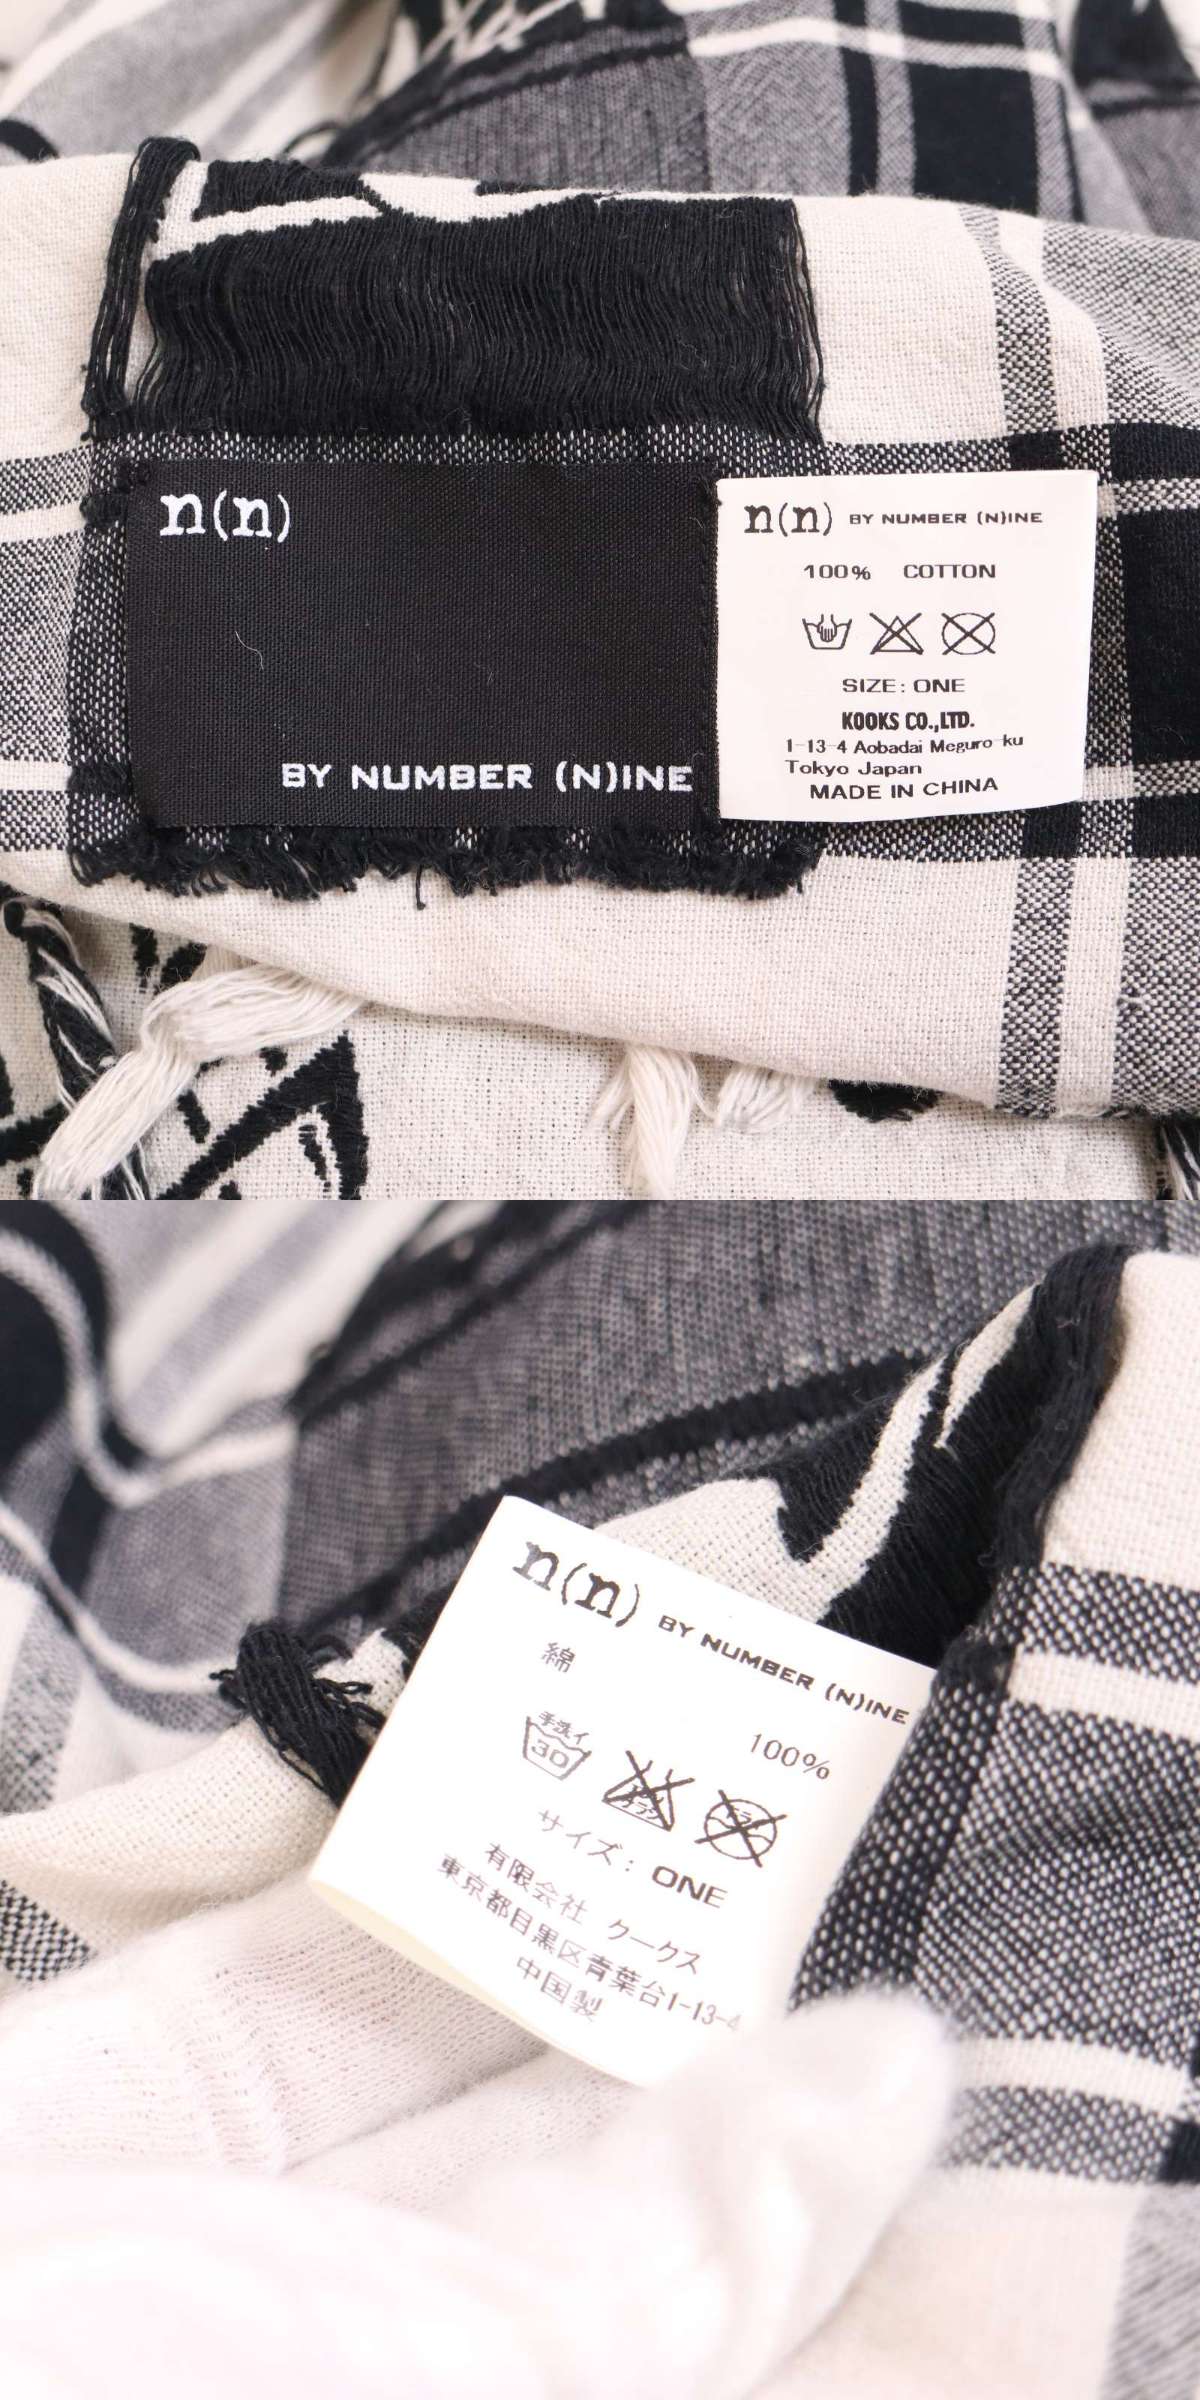 n(n)
BY NUMBER (N)INE
n(n) BY NUMBER (N)INE
100% COTTON
SIZE: ONE
KOOKS CO.,LTD.
1-13-4 Aobadai Meguro-ku
Tokyo Japan
MADE IN CHINA
n(n) BY NUMBER (N)INE
綿
100%
手洗イ
30
サイズ: ONE
有限会社 クークス
東京都目黒区青葉台1-13-4
中国製